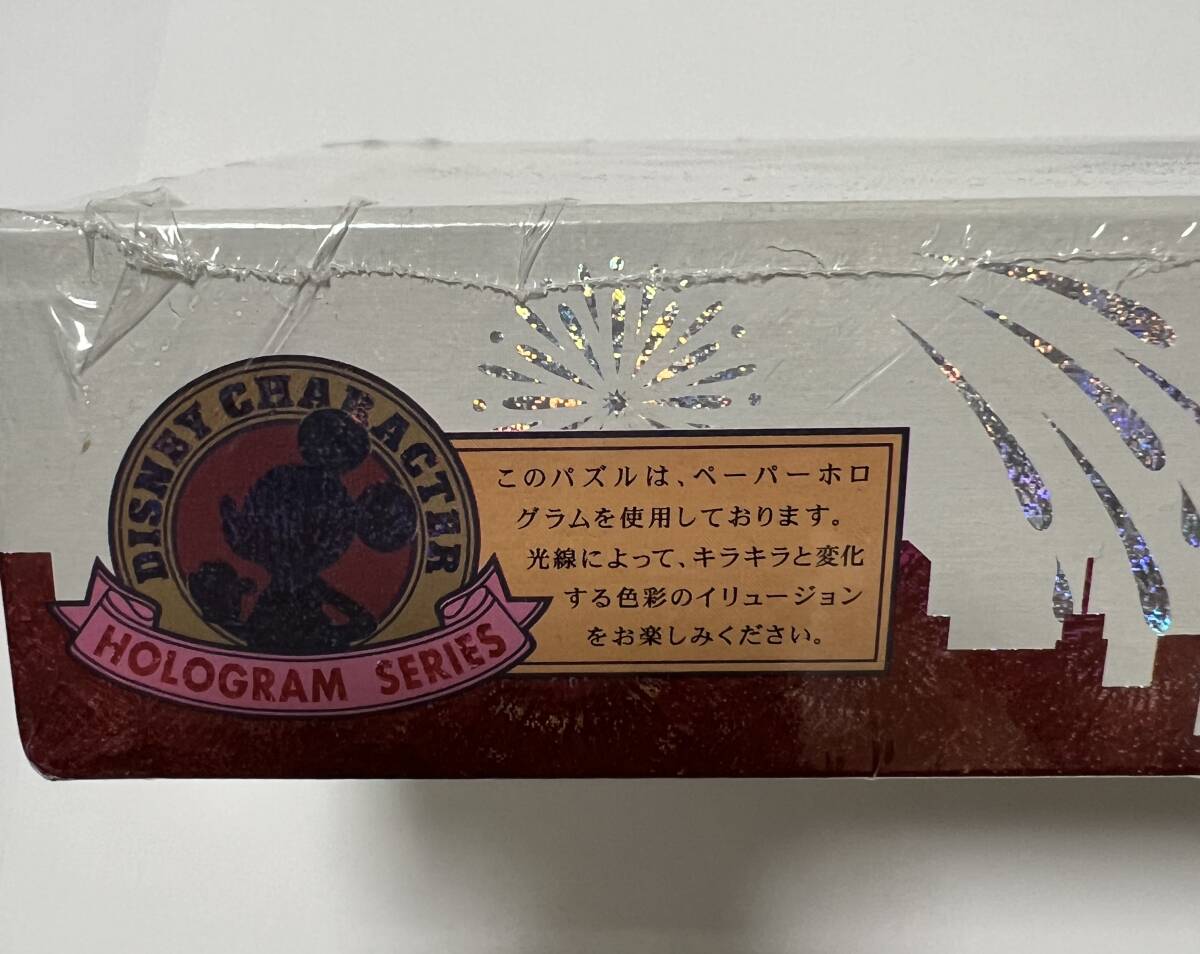 DISNEY CHARACTER
HOLOGRAM SERIES
このパズルは、ペーパーホロ
グラムを使用しております。
光線によって、キラキラと変化
する色彩のイリュージョン
をお楽しみください。